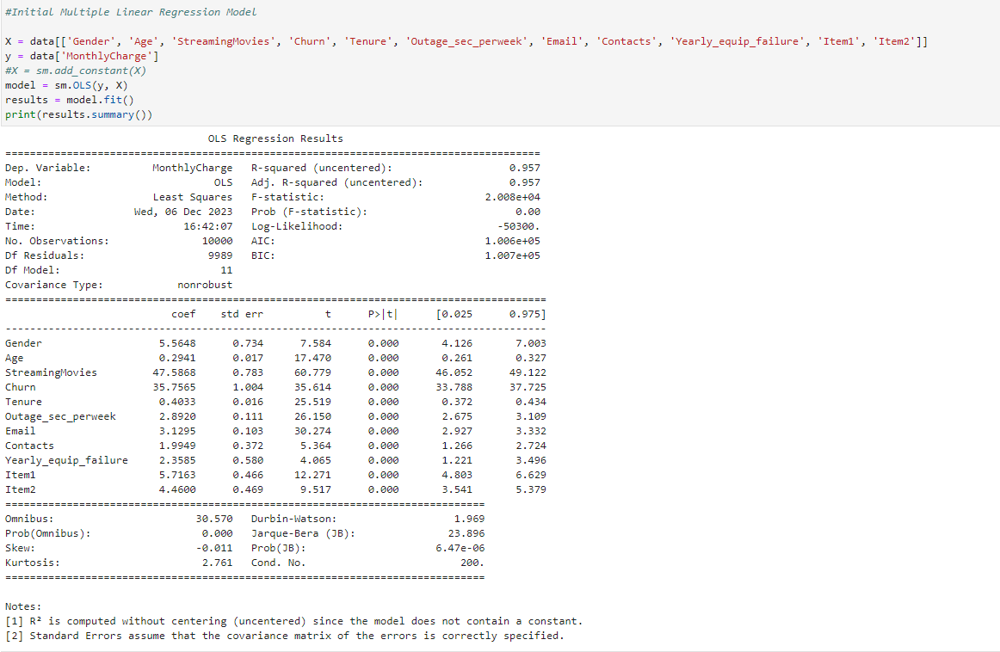 #Initial Multiple Linear Regression Model
X = data[['Gender', 'Age', 'StreamingMovies', 'Churn', 'Tenure', 'Outage_sec_perweek', 'Email', 'Contacts', 'Yearly_equip_failure', 'Item1', 'Item2']]
y = data['MonthlyCharge']
#X = sm.add_constant(X)
model = sm.OLS(y, X)
results = model.fit()
print(results.summary())
OLS Regression Results
==============================================================================
Dep. Variable: MonthlyCharge R-squared (uncentered): 0.957
Model: OLS Adj. R-squared (uncentered): 0.957
Method: Least Squares F-statistic: 2.008e+04
Date: Wed, 06 Dec 2023 Prob (F-statistic): 0.00
Time: 16:42:07 Log-Likelihood: -50300.
No. Observations: 10000 AIC: 1.006e+05
Df Residuals: 9989 BIC: 1.007e+05
Df Model: 11
Covariance Type: nonrobust
========================================================================================
coef std err t P>|t| [0.025 0.975]
----------------------------------------------------------------------------------------
Gender 5.5648 0.734 7.584 0.000 4.126 7.003
Age 0.2941 0.017 17.470 0.000 0.261 0.327
StreamingMovies 47.5868 0.783 60.779 0.000 46.052 49.122
Churn 35.7565 1.004 35.614 0.000 33.788 37.725
Tenure 0.4033 0.016 25.519 0.000 0.372 0.434
Outage_sec_perweek 2.8920 0.111 26.150 0.000 2.675 3.109
Email 3.1295 0.103 30.274 0.000 2.927 3.332
Contacts 1.9949 0.372 5.364 0.000 1.266 2.724
Yearly_equip_failure 2.3585 0.580 4.065 0.000 1.221 3.496
Item1 5.7163 0.466 12.271 0.000 4.803 6.629
Item2 4.4600 0.469 9.517 0.000 3.541 5.379
==============================================================================
Omnibus: 30.570 Durbin-Watson: 1.969
Prob(Omnibus): 0.000 Jarque-Bera (JB): 23.896
Skew: -0.011 Prob(JB): 6.47e-06
Kurtosis: 2.761 Cond. No. 200.
==============================================================================
Notes:
[1] R² is computed without centering (uncentered) since the model does not contain a constant.
[2] Standard Errors assume that the covariance matrix of the errors is correctly specified.